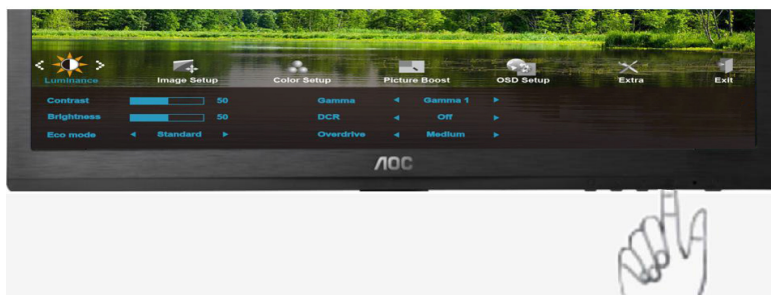 Luminance Image Setup Color Setup Picture Boost OSD Setup Extra Exit
Contrast 50 Gamma Gamma 1
Brightness 50 DCR Off
Eco mode Standard Overdrive Medium
AOC